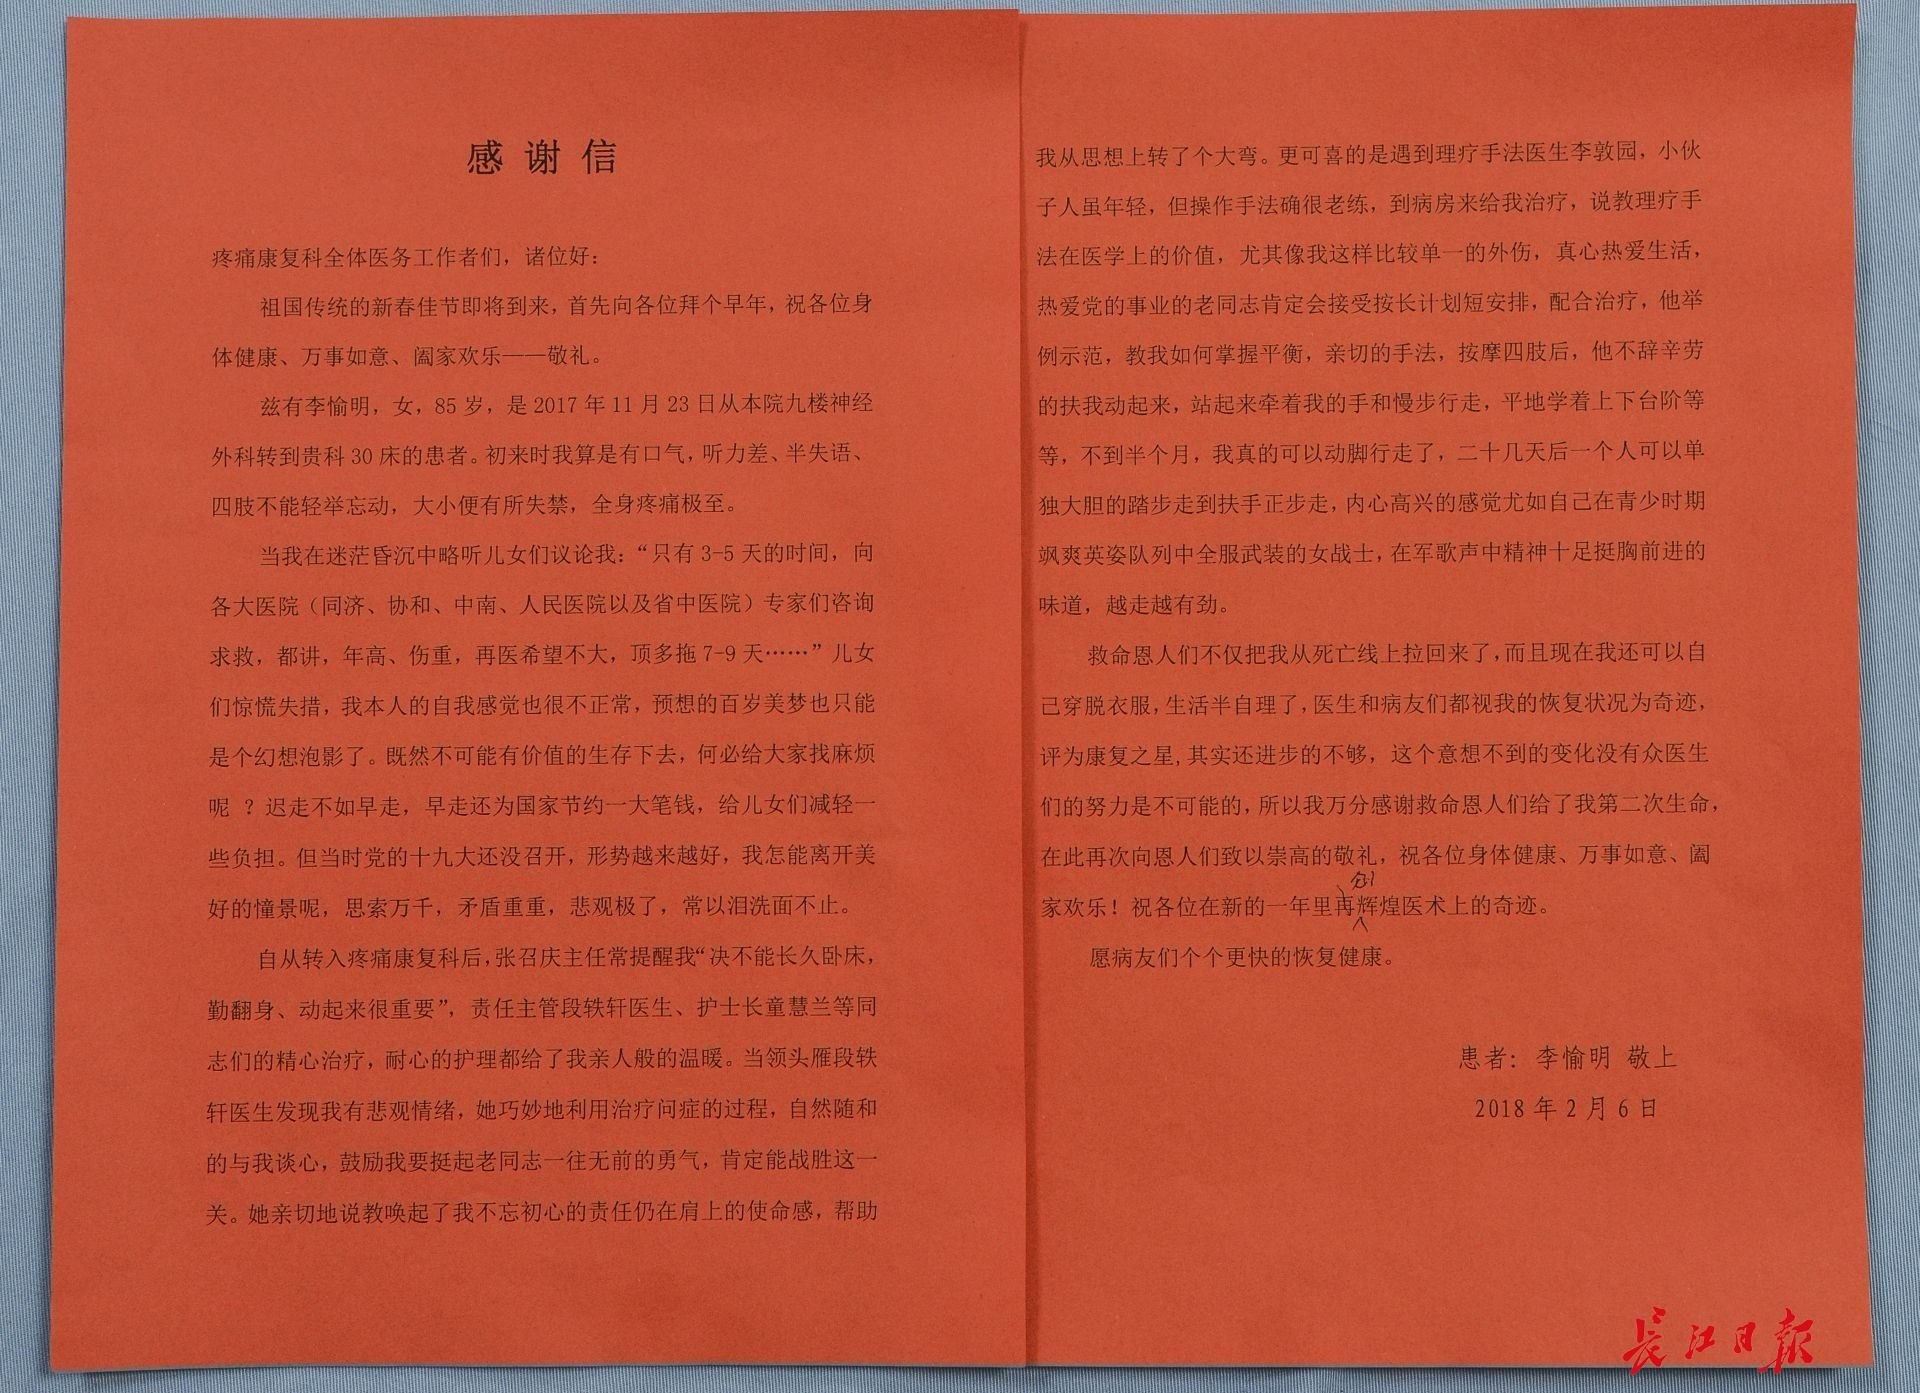 感谢信
疼痛康复科全体医务工作者们，诸位好：
祖国传统的新春佳节即将到来，首先向各位拜个早年，祝各位身
体健康、万事如意、阖家欢乐——敬礼。
兹有李愉明，女，85 岁，是 2017 年 11 月 23 日从本院九楼神经
外科转到贵科 30 床的患者。初来时我算是有口气，听力差、半失语、
四肢不能轻举忘动，大小便有所失禁，全身疼痛极至。
当我在迷茫昏沉中略听儿女们议论我：“只有 3-5 天的时间，向
各大医院（同济、协和、中南、人民医院以及省中医院）专家们咨询
求救，都讲，年高、伤重，再医希望不大，顶多拖 7-9 天……”儿女
们惊慌失措，我本人的自我感觉也很不正常，预想的百岁美梦也只能
是个幻想泡影了。既然不可能有价值的生存下去，何必给大家找麻烦
呢 ？迟走不如早走，早走还为国家节约一大笔钱，给儿女们减轻一
些负担。但当时党的十九大还没召开，形势越来越好，我怎能离开美
好的憧景呢，思索万千，矛盾重重，悲观极了，常以泪洗面不止。
自从转入疼痛康复科后，张召庆主任常提醒我“决不能长久卧床，
勤翻身、动起来很重要”，责任主管段轶轩医生、护士长童慧兰等同
志们的精心治疗，耐心的护理都给了我亲人般的温暖。当领头雁段轶
轩医生发现我有悲观情绪，她巧妙地利用治疗问症的过程，自然随和
的与我谈心，鼓励我要挺起老同志一往无前的勇气，肯定能战胜这一
关。她亲切地说教唤起了我不忘初心的责任仍在肩上的使命感，帮助
我从思想上转了个大弯。更可喜的是遇到理疗手法医生李敦园，小伙
子人虽年轻，但操作手法确很老练，到病房来给我治疗，说教理疗手
法在医学上的价值，尤其像我这样比较单一的外伤，真心热爱生活，
热爱党的事业的老同志肯定会接受按长计划短安排，配合治疗，他举
例示范，教我如何掌握平衡，亲切的手法，按摩四肢后，他不辞辛劳
的扶我动起来，站起来牵着我的手和慢步行走，平地学着上下台阶等
等，不到半个月，我真的可以动脚行走了，二十几天后一个人可以单
独大胆的踏步走到扶手正步走，内心高兴的感觉尤如自己在青少时期
飒爽英姿队列中全服武装的女战士，在军歌声中精神十足挺胸前进的
味道，越走越有劲。
救命恩人们不仅把我从死亡线上拉回来了，而且现在我还可以自
己穿脱衣服，生活半自理了，医生和病友们都视我的恢复状况为奇迹，
评为康复之星，其实还进步的不够，这个意想不到的变化没有众医生
们的努力是不可能的，所以我万分感谢救命恩人们给了我第二次生命，
在此再次向恩人们致以崇高的敬礼，祝各位身体健康、万事如意、阖
家欢乐！祝各位在新的一年里再创辉煌医术上的奇迹。
愿病友们个个更快的恢复健康。
患者：李愉明 敬上
2018 年 2 月 6 日
长江日报